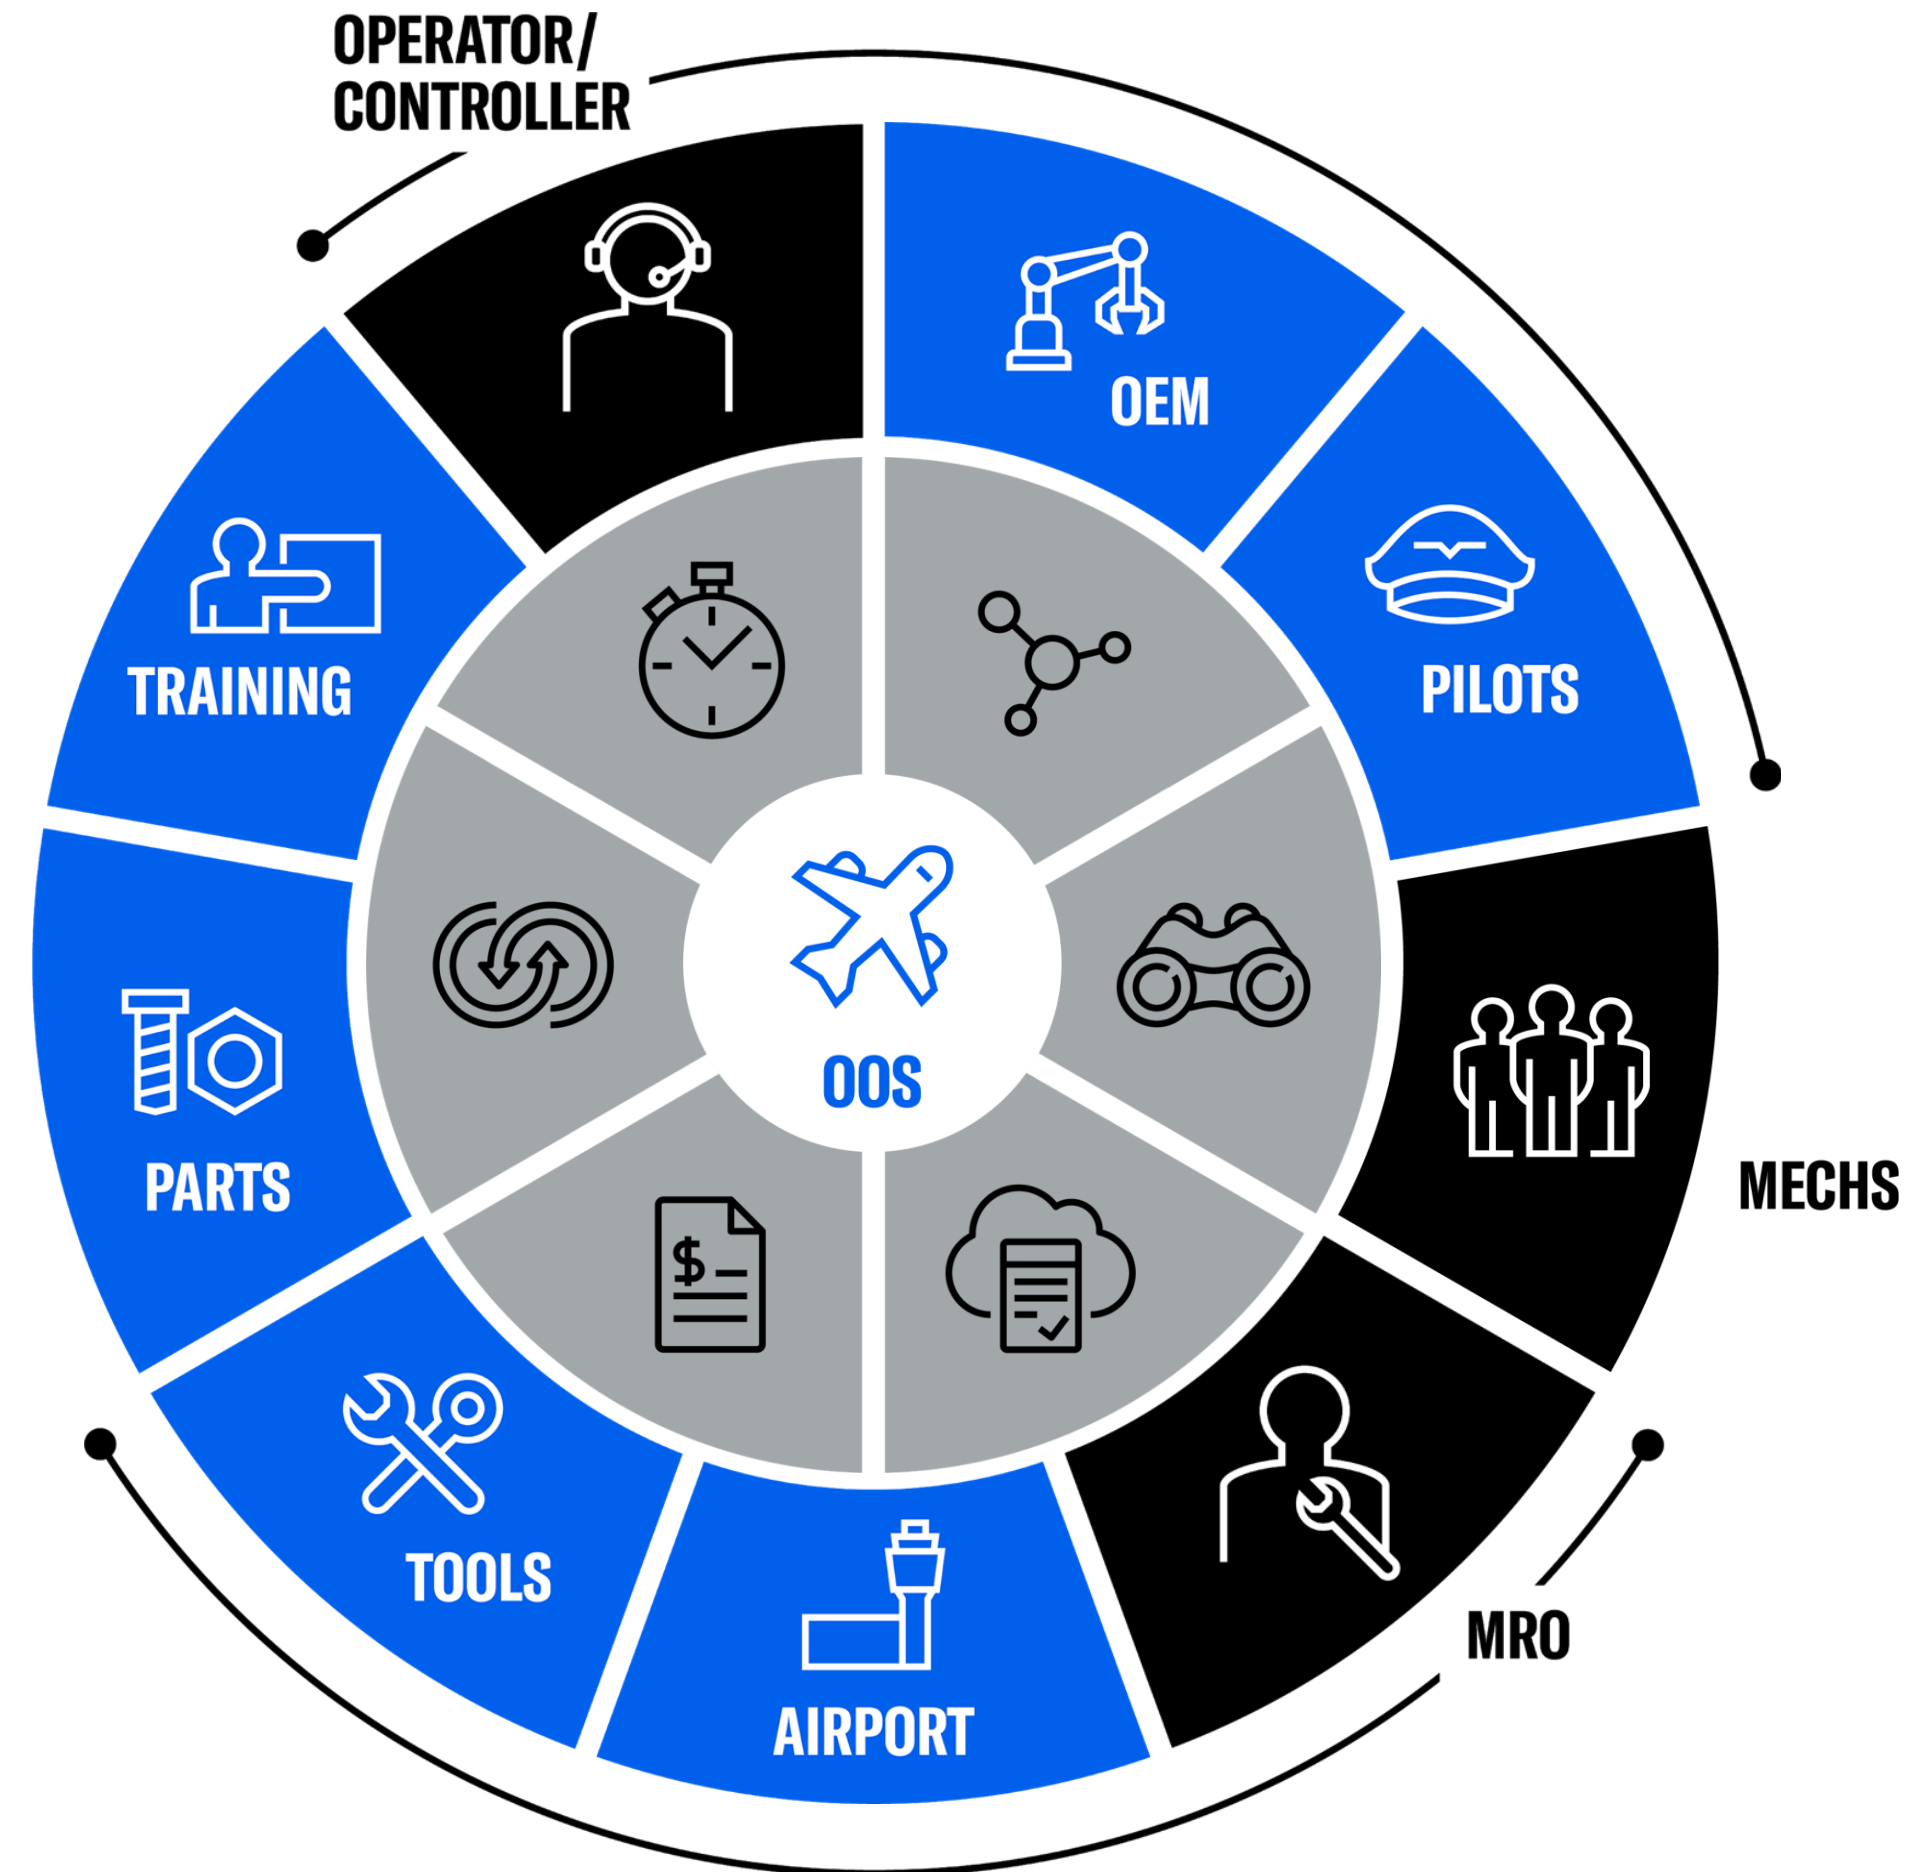 OPERATOR/
CONTROLLER
OEM
PILOTS
TRAINING
MECHS
OOS
PARTS
$
TOOLS
MRO
AIRPORT